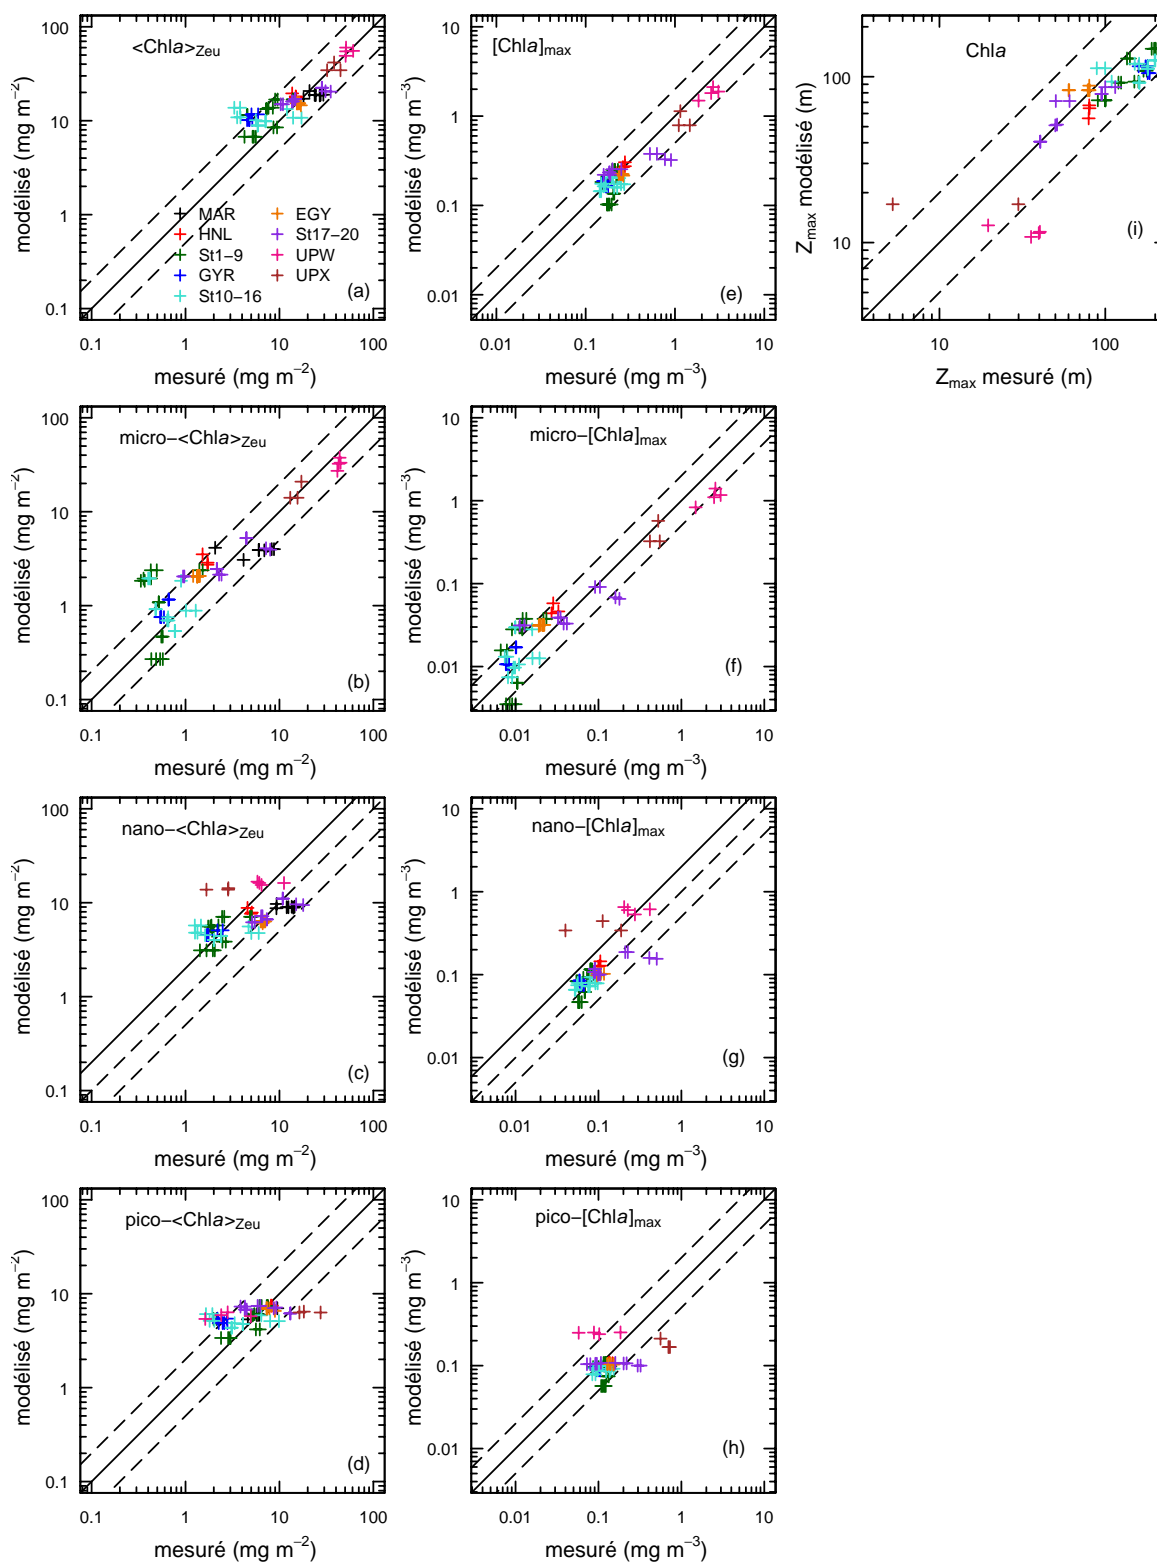 <Chla>Zeu
100
10
1
0.1
modélisé (mg m−2)
MAR
HNL
St1−9
GYR
St10−16
EGY
St17−20
UPW
UPX
(a)
0.1 1 10 100
mesuré (mg m−2)
[Chla]max
10
1
0.1
0.01
modélisé (mg m−3)
(e)
0.01 0.1 1 10
mesuré (mg m−3)
Chla
100
10
Zmax modélisé (m)
(i)
10 100
Zmax mesuré (m)
micro−<Chla>Zeu
100
10
1
0.1
modélisé (mg m−2)
(b)
0.1 1 10 100
mesuré (mg m−2)
micro−[Chla]max
10
1
0.1
0.01
modélisé (mg m−3)
(f)
0.01 0.1 1 10
mesuré (mg m−3)
nano−<Chla>Zeu
100
10
1
0.1
modélisé (mg m−2)
(c)
0.1 1 10 100
mesuré (mg m−2)
nano−[Chla]max
10
1
0.1
0.01
modélisé (mg m−3)
(g)
0.01 0.1 1 10
mesuré (mg m−3)
pico−<Chla>Zeu
100
10
1
0.1
modélisé (mg m−2)
(d)
0.1 1 10 100
mesuré (mg m−2)
pico−[Chla]max
10
1
0.1
0.01
modélisé (mg m−3)
(h)
0.01 0.1 1 10
mesuré (mg m−3)